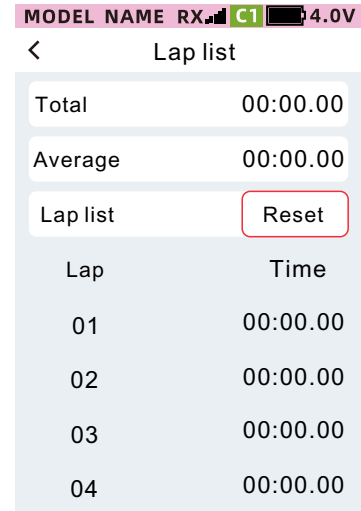 MODEL NAME RX C1 4.0V
Lap list
Total 00:00.00
Average 00:00.00
Lap list Reset
Lap Time
01 00:00.00
02 00:00.00
03 00:00.00
04 00:00.00